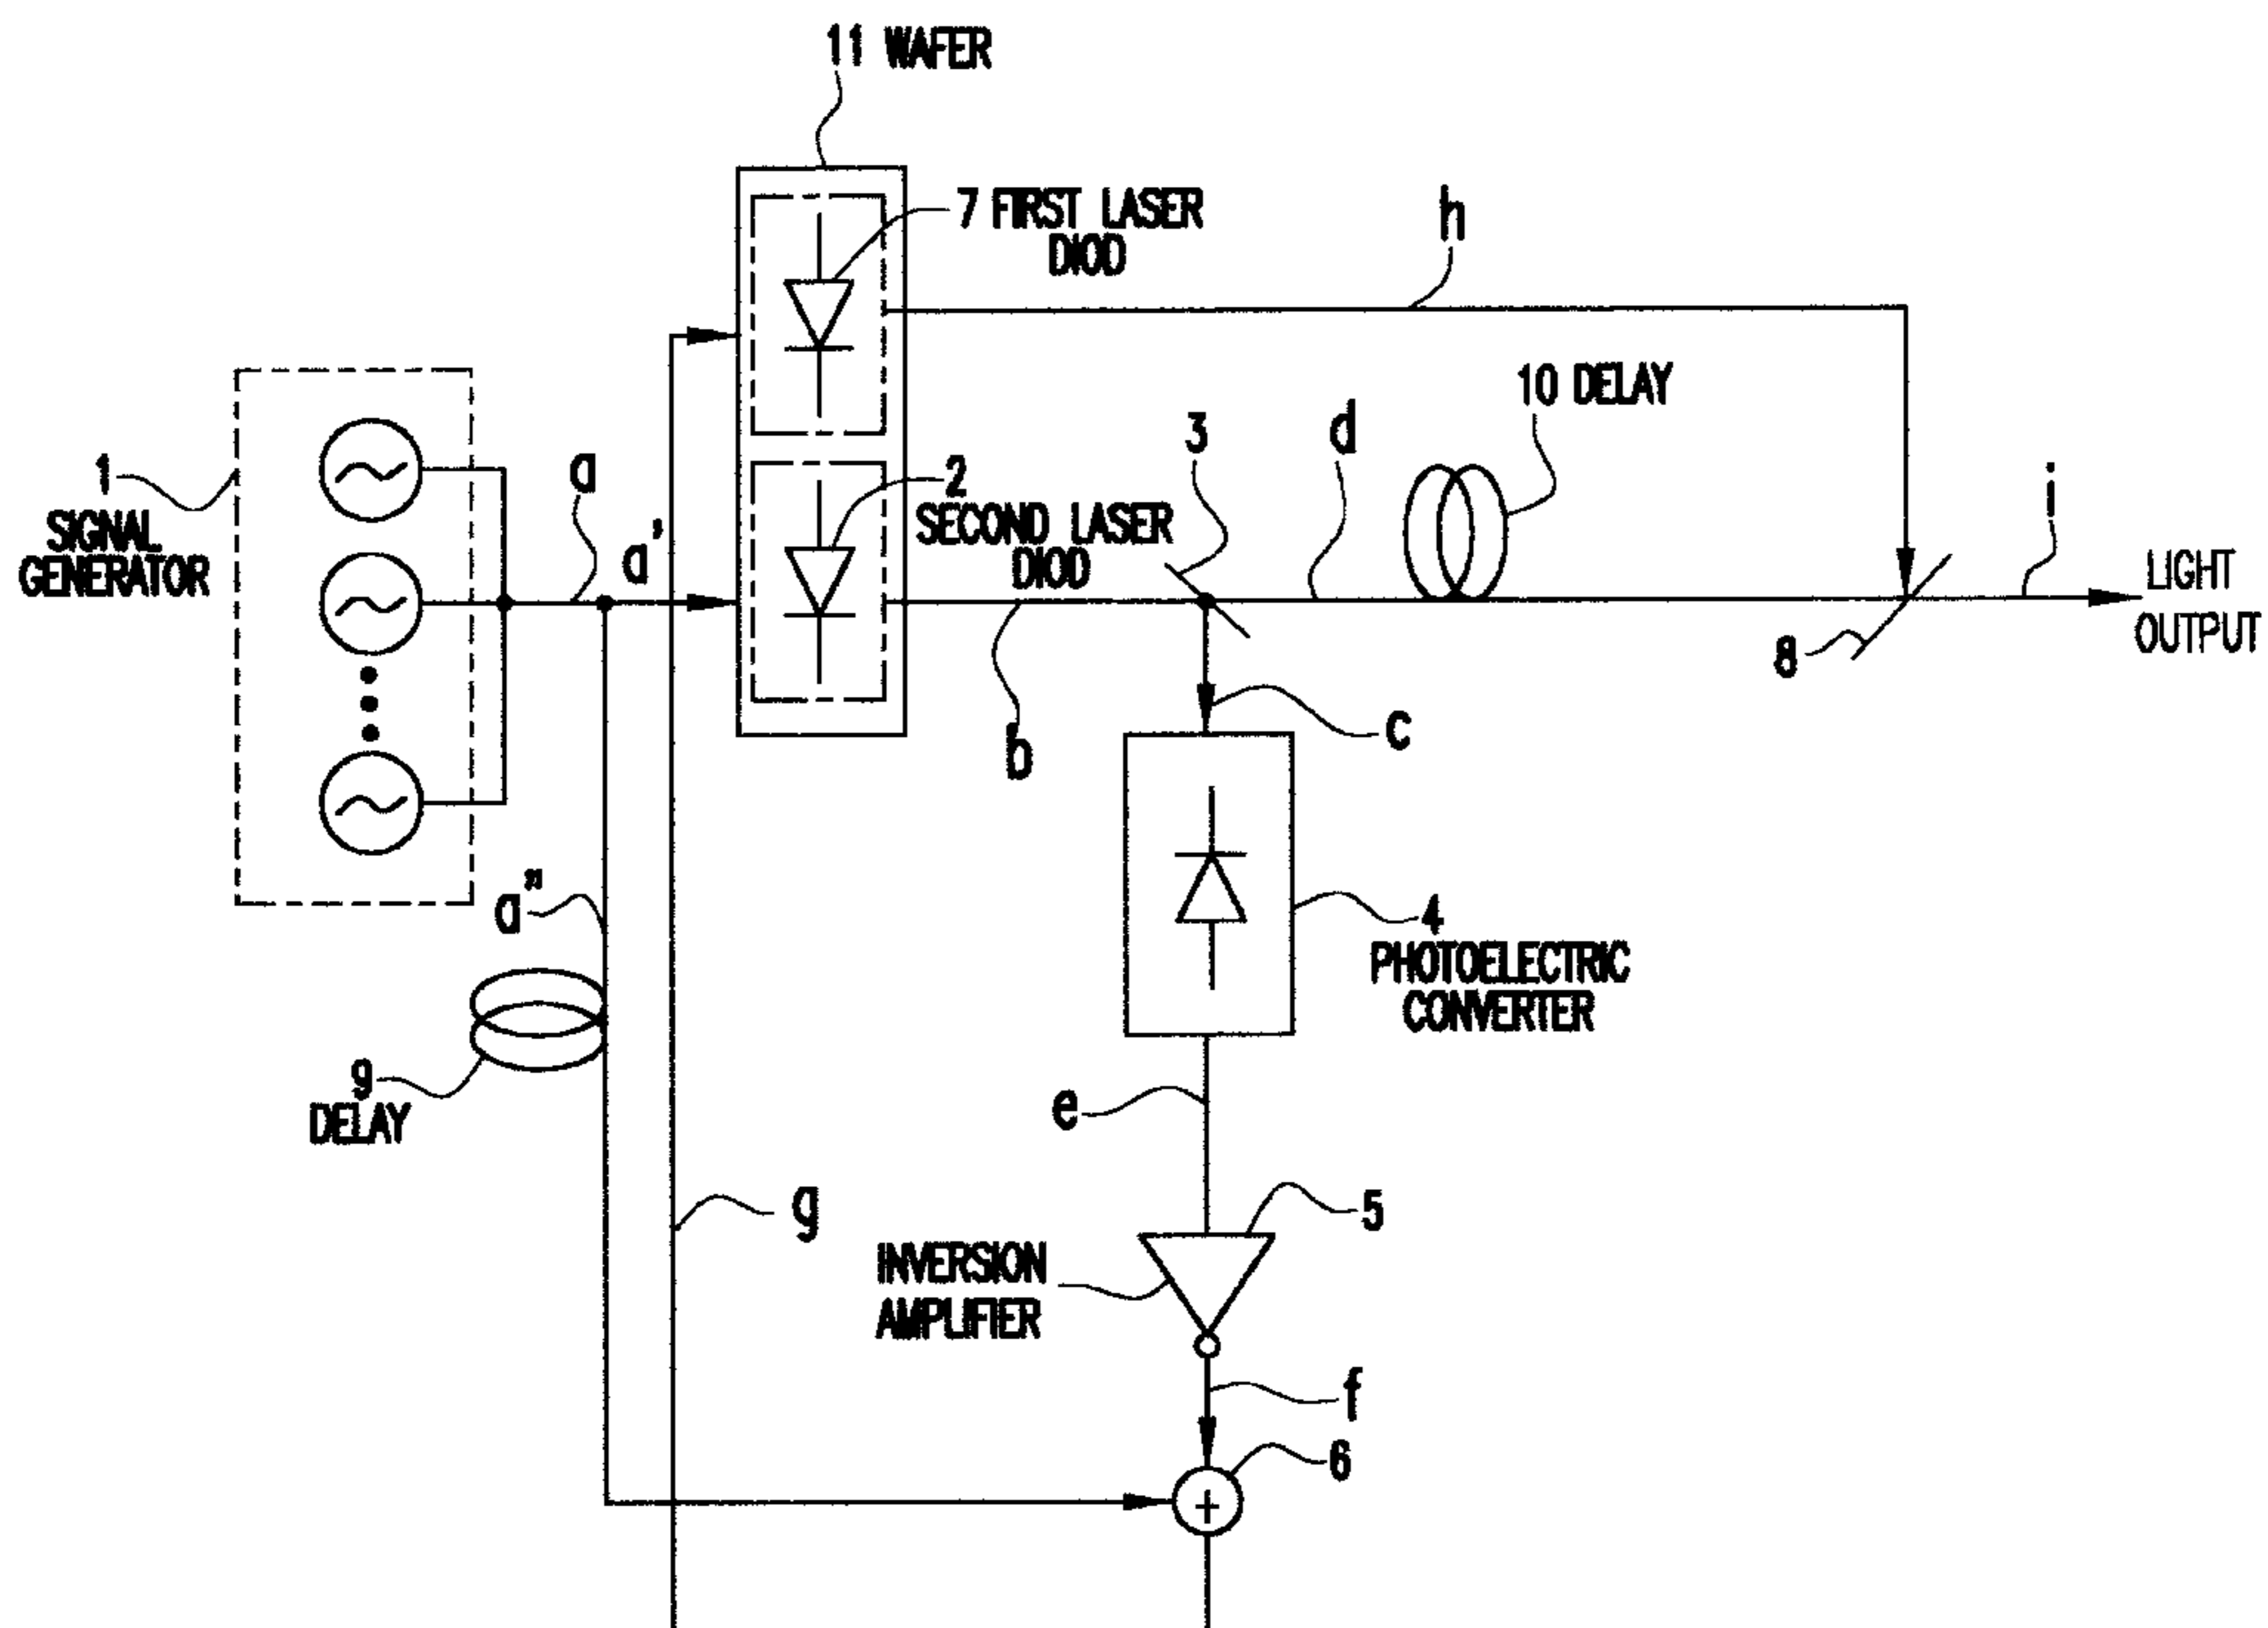 11 WAFER
7 FIRST LASER
DIOD
h
10 DELAY
3
d
1
SIGNAL
GENERATOR
a
a'
2
SECOND LASER
DIOD
i
LIGHT
OUTPUT
8
b
c
a"
4
PHOTOELECTRIC
CONVERTER
9
DELAY
e
g
5
INVERSION
AMPLIFIER
f
6
+